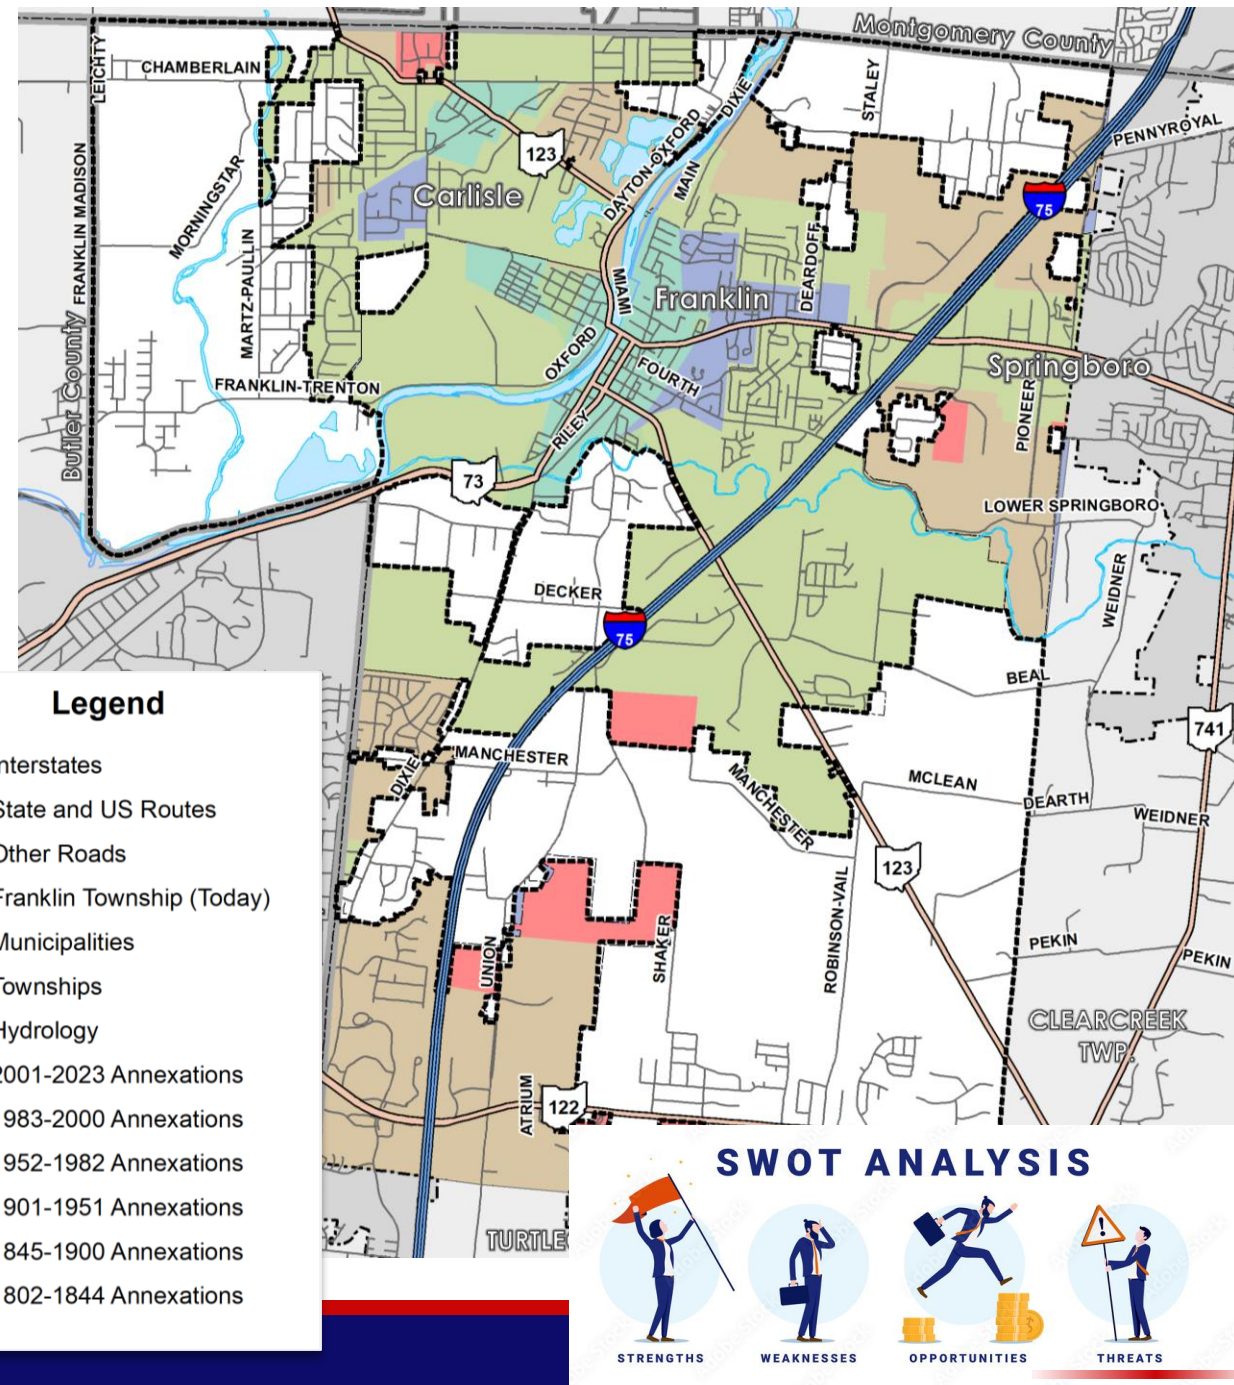 Montgomery County
LEICHTY
CHAMBERLAIN
STALEY
DIXIE
PENNYROYAL
123
DAYTON-OXFORD
MAIN
75
FRANKLIN MADISON
MORNINGSTAR
Carlisle
MARTZ-PAULLIN
DEARDOFF
MIAMI
Franklin
Butler County
OXFORD
FOURTH
Springboro
FRANKLIN-TRENTON
PIONEER
RILEY
73
LOWER SPRINGBORO
WEIDNER
DECKER
75
BEAL
741
MANCHESTER
DIXIE
MANCHESTER
MCLEAN
DEARTH
WEIDNER
123
ROBINSON-VAIL
SHAKER
UNION
PEKIN
PEKIN
CLEARCREEK
TWP.
ATRIUM
122
TURTLE
Legend
nterstates
State and US Routes
Other Roads
Franklin Township (Today)
Municipalities
Townships
Hydrology
2001-2023 Annexations
983-2000 Annexations
952-1982 Annexations
901-1951 Annexations
845-1900 Annexations
802-1844 Annexations
SWOT ANALYSIS
STRENGTHS
WEAKNESSES
OPPORTUNITIES
THREATS